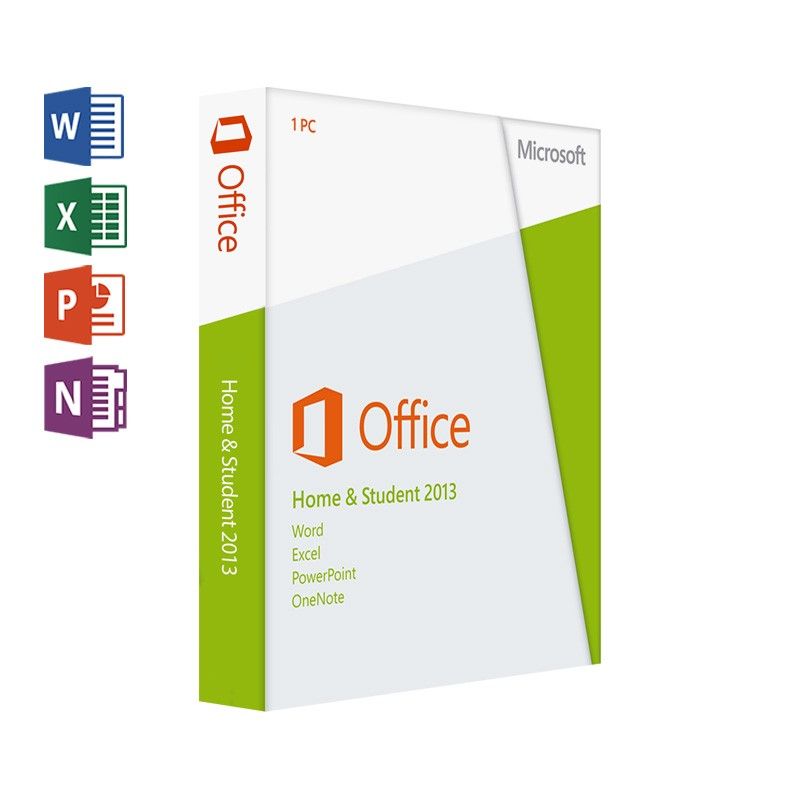 W
X
P
N
Office
Home & Student 2013
1 PC
Microsoft
Office
Home & Student 2013
Word
Excel
PowerPoint
OneNote